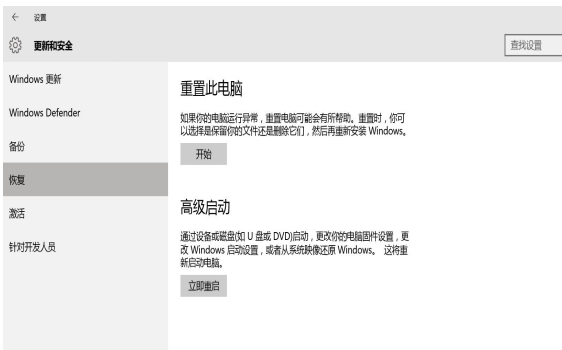 设置
更新和安全
查找设置
Windows 更新
Windows Defender
备份
恢复
激活
针对开发人员
重置此电脑
如果你的电脑运行异常，重置电脑可能会有所帮助。重置时，你可
以选择是保留你的文件还是删除它们，然后再重新安装 Windows。
开始
高级启动
通过设备或磁盘(如 U 盘或 DVD)启动，更改你的电脑固件设置，更
改 Windows 启动设置，或者从系统映像还原 Windows。 这将重
新启动电脑。
立即重启